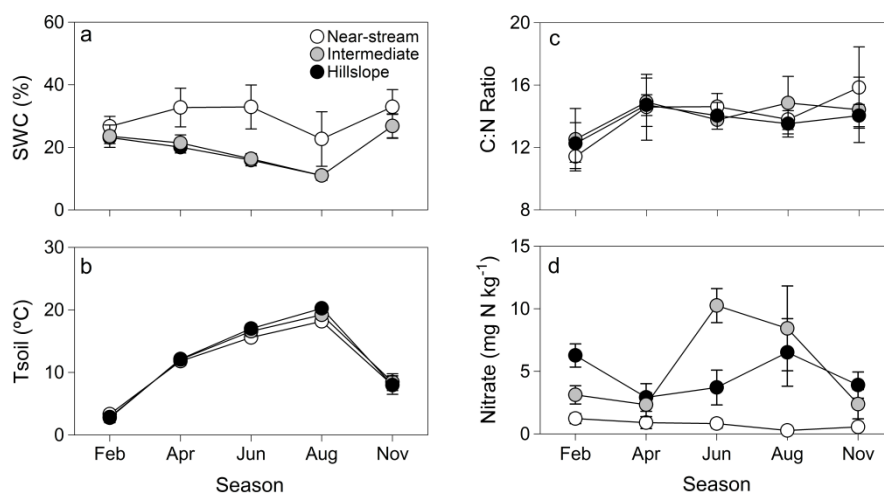 a
Near-stream
Intermediate
Hillslope
SWC (%)
60
40
20
0
b
Tsoil (ºC)
30
20
10
0
Feb Apr Jun Aug Nov
Season
c
C:N Ratio
20
16
12
8
d
Nitrate (mg N kg⁻¹)
15
10
5
0
Feb Apr Jun Aug Nov
Season